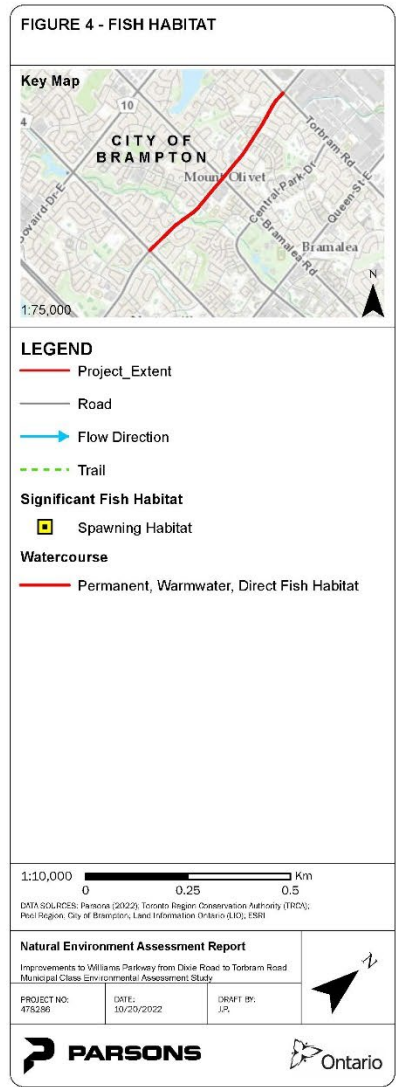 FIGURE 4 - FISH HABITAT
Key Map
10
4
CITY OF
BRAMPTON
Mount Olivet
Torbram-Rd
Central-Park-Dr
Queen-St-E
Bramalea-Rd
Bramalea
N
1:75,000
LEGEND
Project_Extent
Road
Flow Direction
Trail
Significant Fish Habitat
Spawning Habitat
Watercourse
Permanent, Warmwater, Direct Fish Habitat
1:10,000
Km
0 0.25 0.5
DATA SOURCES: Parsons (2022); Toronto Region Conservation Authority (TRCA);
Peel Region, City of Brampton, Land Information Ontario (LIO), ESRI
Natural Environment Assessment Report
Improvements to Williams Parkway from Dixie Road to Torbram Road
Municipal Class Environmental Assessment Study
N
PROJECT NO: DATE: DRAFT BY:
478286 10/20/2022 J.P.
PARSONS
Ontario